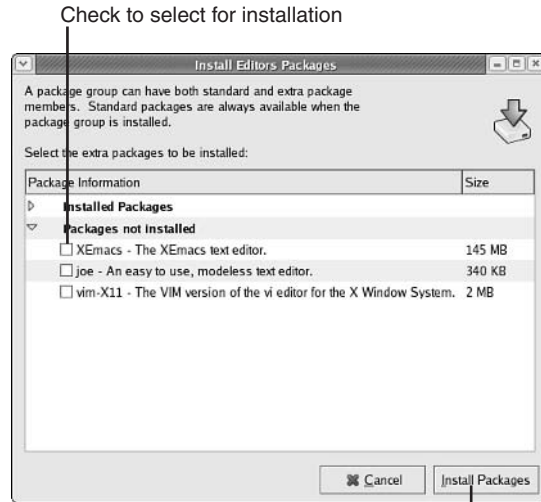 Check to select for installation
Install Editors Packages
A package group can have both standard and extra package
members. Standard packages are always available when the
package group is installed.
Select the extra packages to be installed:
Package Information Size
Installed Packages
Packages not installed
XEmacs - The XEmacs text editor. 145 MB
joe - An easy to use, modeless text editor. 340 KB
vim-X11 - The VIM version of the vi editor for the X Window System. 2 MB
Cancel Install Packages